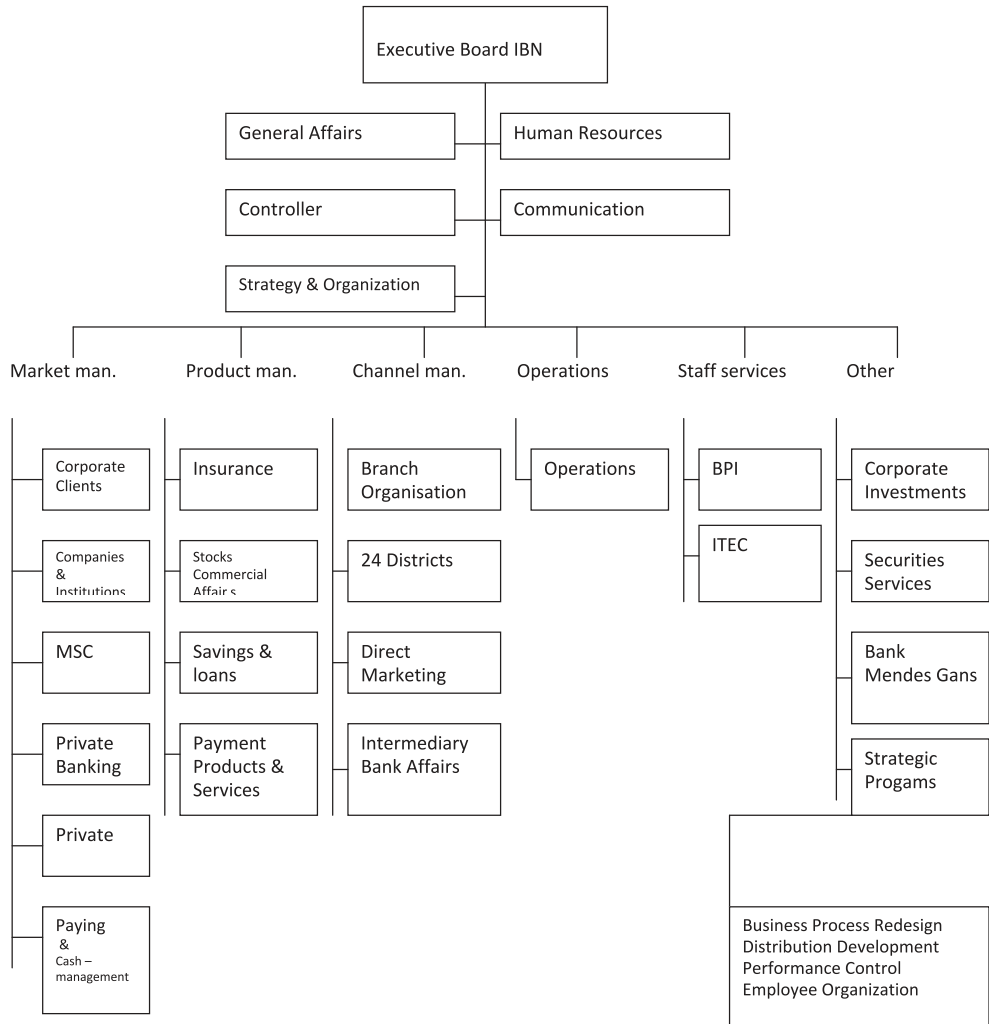 Executive Board IBN
General Affairs
Human Resources
Controller
Communication
Strategy & Organization
Market man.
Product man.
Channel man.
Operations
Staff services
Other
Corporate
Clients
Companies
&
Institutions
MSC
Private
Banking
Private
Paying
&
Cash –
management
Insurance
Stocks
Commercial
Affair s
Savings &
loans
Payment
Products &
Services
Branch
Organisation
24 Districts
Direct
Marketing
Intermediary
Bank Affairs
Operations
BPI
ITEC
Corporate
Investments
Securities
Services
Bank
Mendes Gans
Strategic
Progams
Business Process Redesign
Distribution Development
Performance Control
Employee Organization